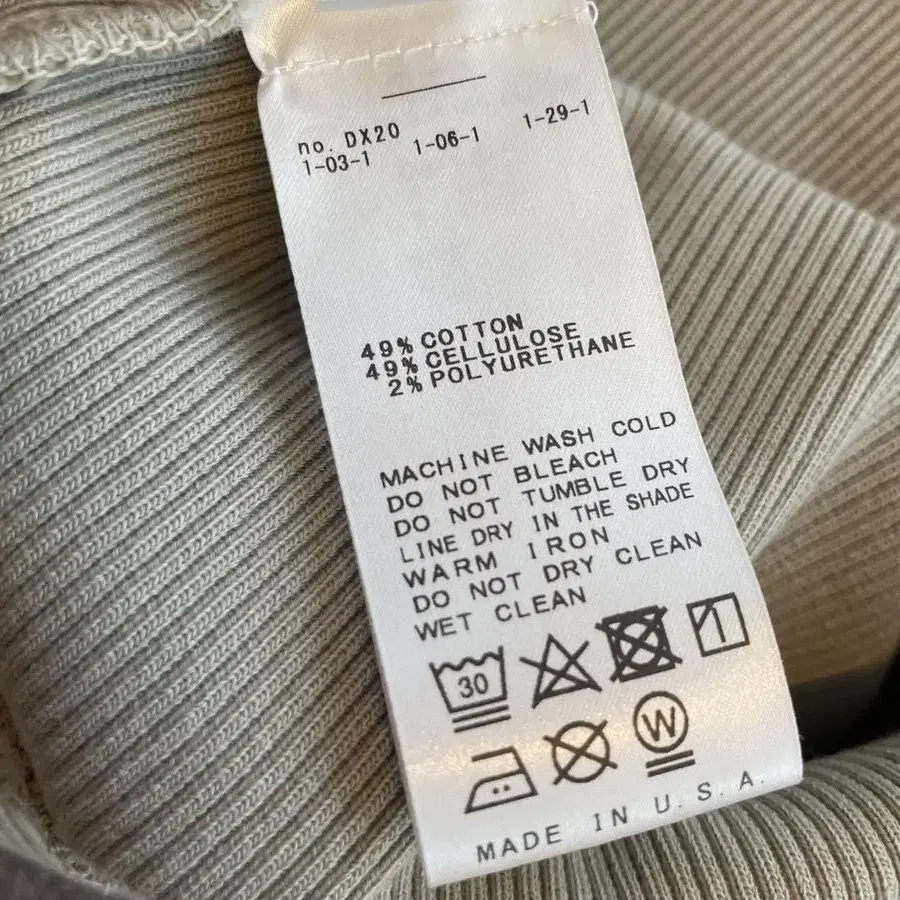 no. DX20
1-03-1 1-06-1 1-29-1
49% COTTON
49% CELLULOSE
2% POLYURETHANE
MACHINE WASH COLD
DO NOT BLEACH
DO NOT TUMBLE DRY
LINE DRY IN THE SHADE
WARM IRON
DO NOT DRY CLEAN
WET CLEAN
30
W
MADE IN U.S.A.